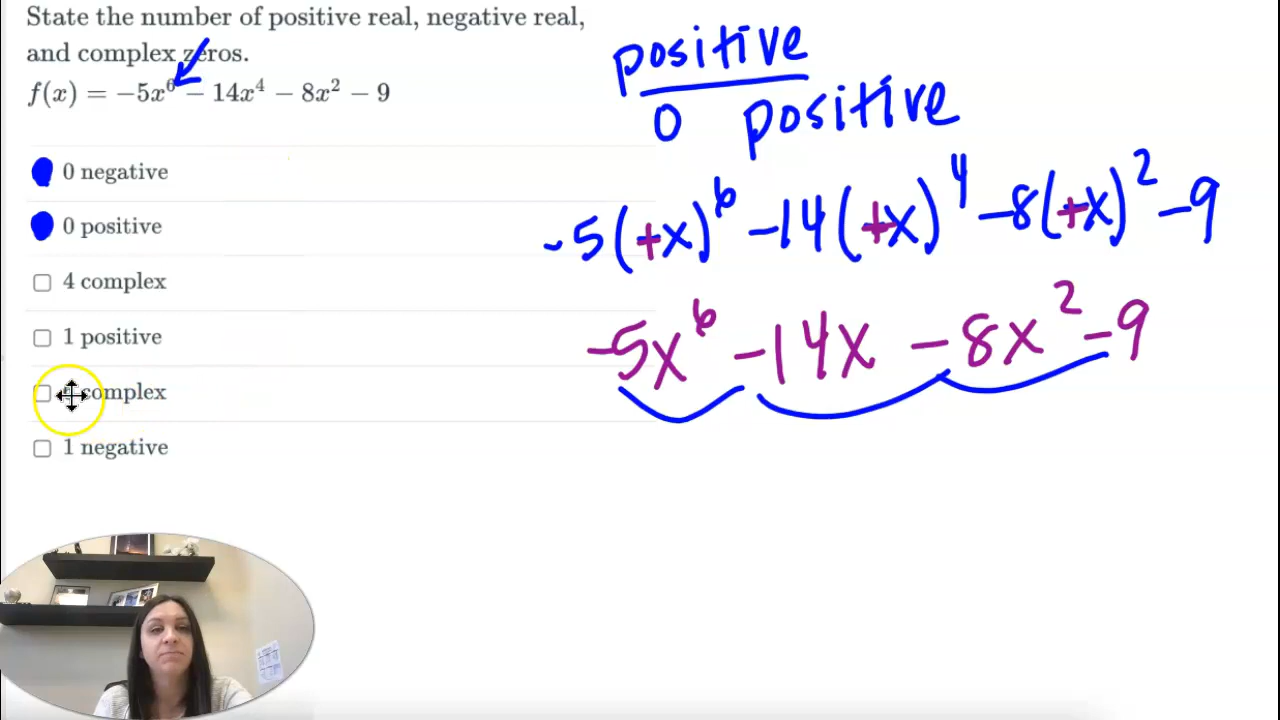 State the number of positive real, negative real,
and complex zeros.
f(x) = −5x⁶ − 14x⁴ − 8x² − 9
0 negative
0 positive
4 complex
1 positive
complex
1 negative
positive
0 positive
-5(+x)⁶ -14(+x)⁴ -8(+x)² -9
-5x⁶ -14x -8x² -9